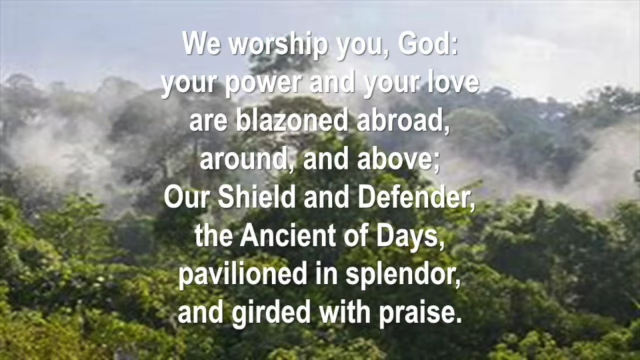 We worship you, God:
your power and your love
are blazoned abroad,
around, and above;
Our Shield and Defender,
the Ancient of Days,
pavilioned in splendor,
and girded with praise.